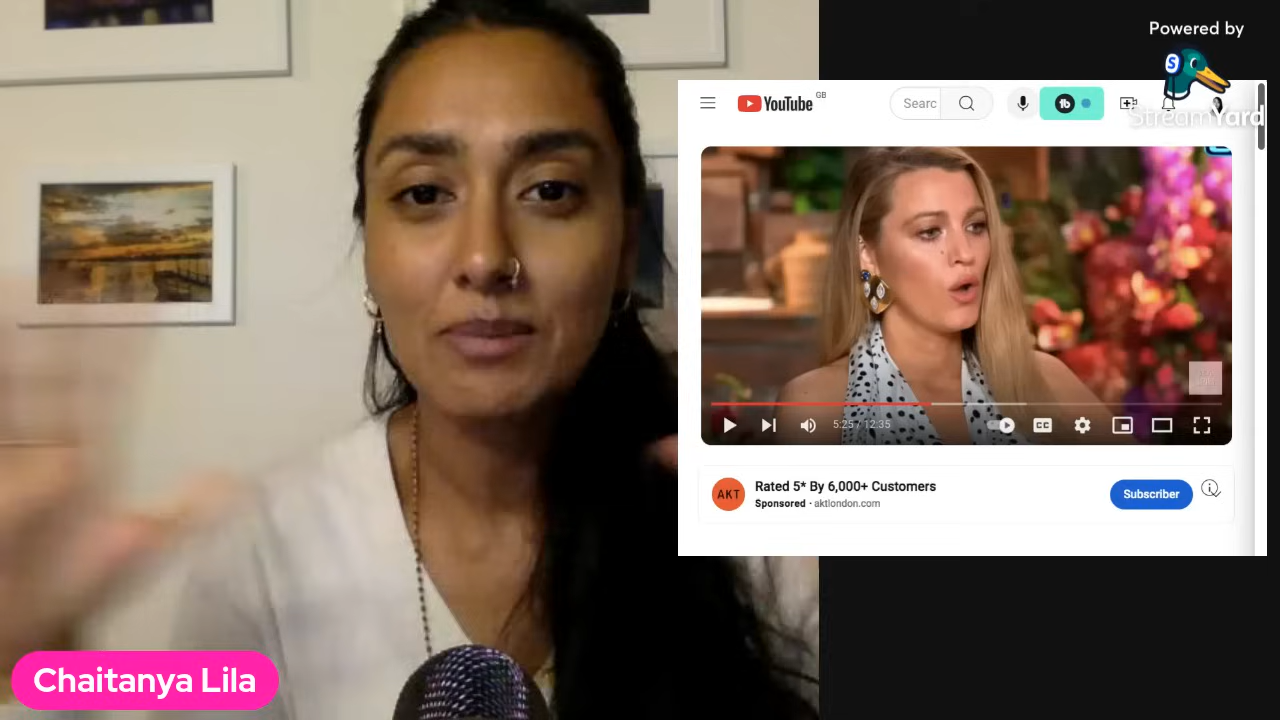 Powered by
StreamYard
YouTube GB
Searc
5:25 / 12:35
CC
AKT
Rated 5* By 6,000+ Customers
Sponsored · aktlondon.com
Subscriber
Chaitanya Lila